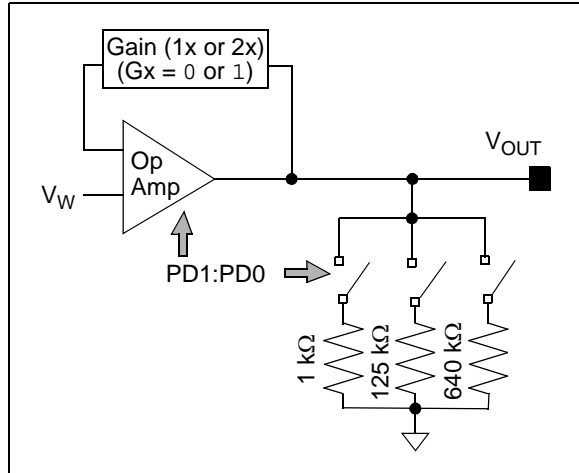 Gain (1x or 2x)
(Gx = 0 or 1)
V_OUT
Op
Amp
V_W
PD1:PD0
1 kΩ
125 kΩ
640 kΩ